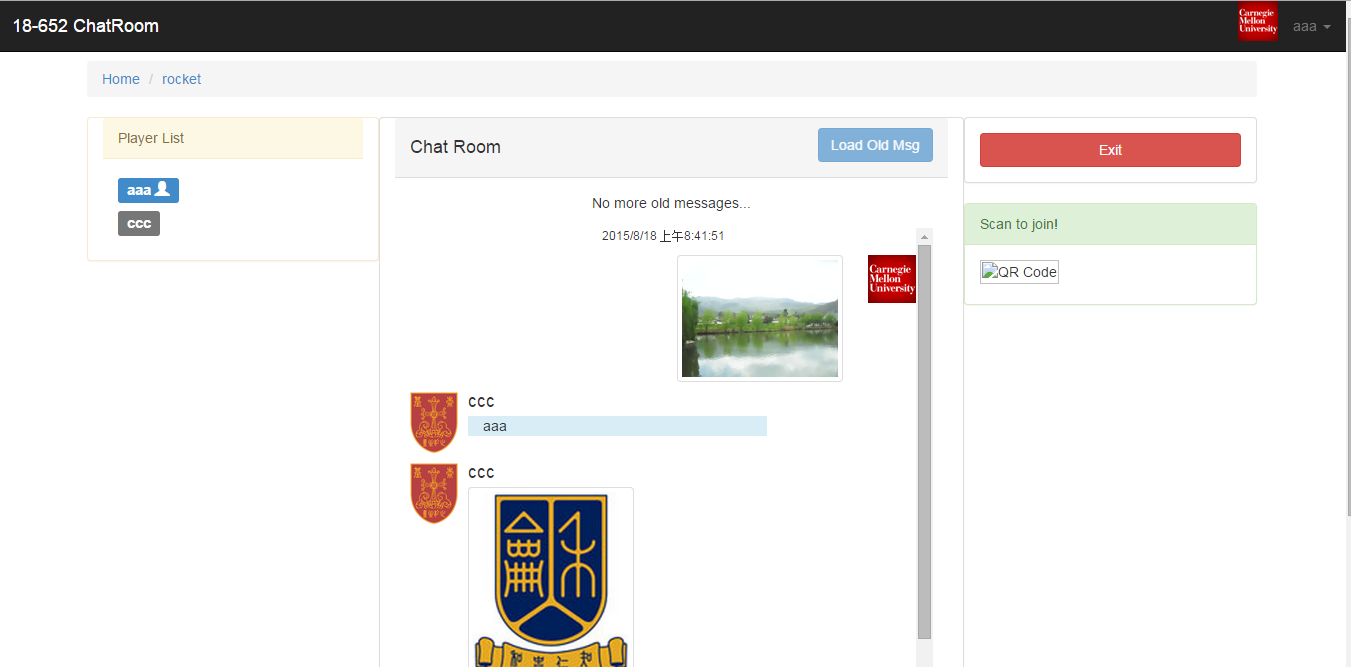 18-652 ChatRoom
Carnegie
Mellon
University
aaa
Home / rocket
Player List
aaa
ccc
Chat Room
Load Old Msg
No more old messages...
2015/8/18 上午8:41:51
Carnegie
Mellon
University
ccc
aaa
ccc
Exit
Scan to join!
QR Code